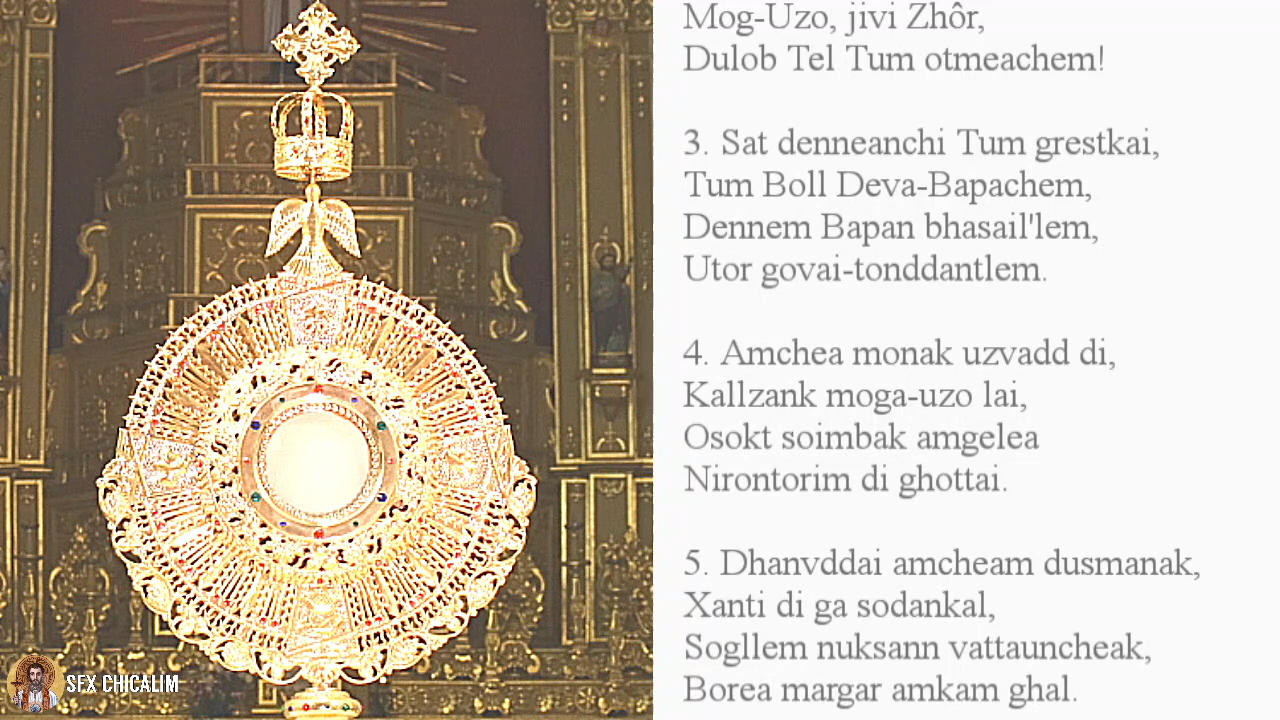 Mog-Uzo, jivi Zhôr,
Dulob Tel Tum otmeachem!
3. Sat denneanchi Tum grestkai,
Tum Boll Deva-Bapachem,
Dennem Bapan bhasail'lem,
Utor govai-tonddantlem.
4. Amchea monak uzvadd di,
Kallzank moga-uzo lai,
Osokt soimbak amgelea
Nirontorim di ghottai.
5. Dhanvddai amcheam dusmanak,
Xanti di ga sodankal,
Sogllem nuksann vattauncheak,
Borea margar amkam ghal.
SFX CHICALIM